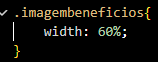 .imagembeneficios{
    width: 60%;
}